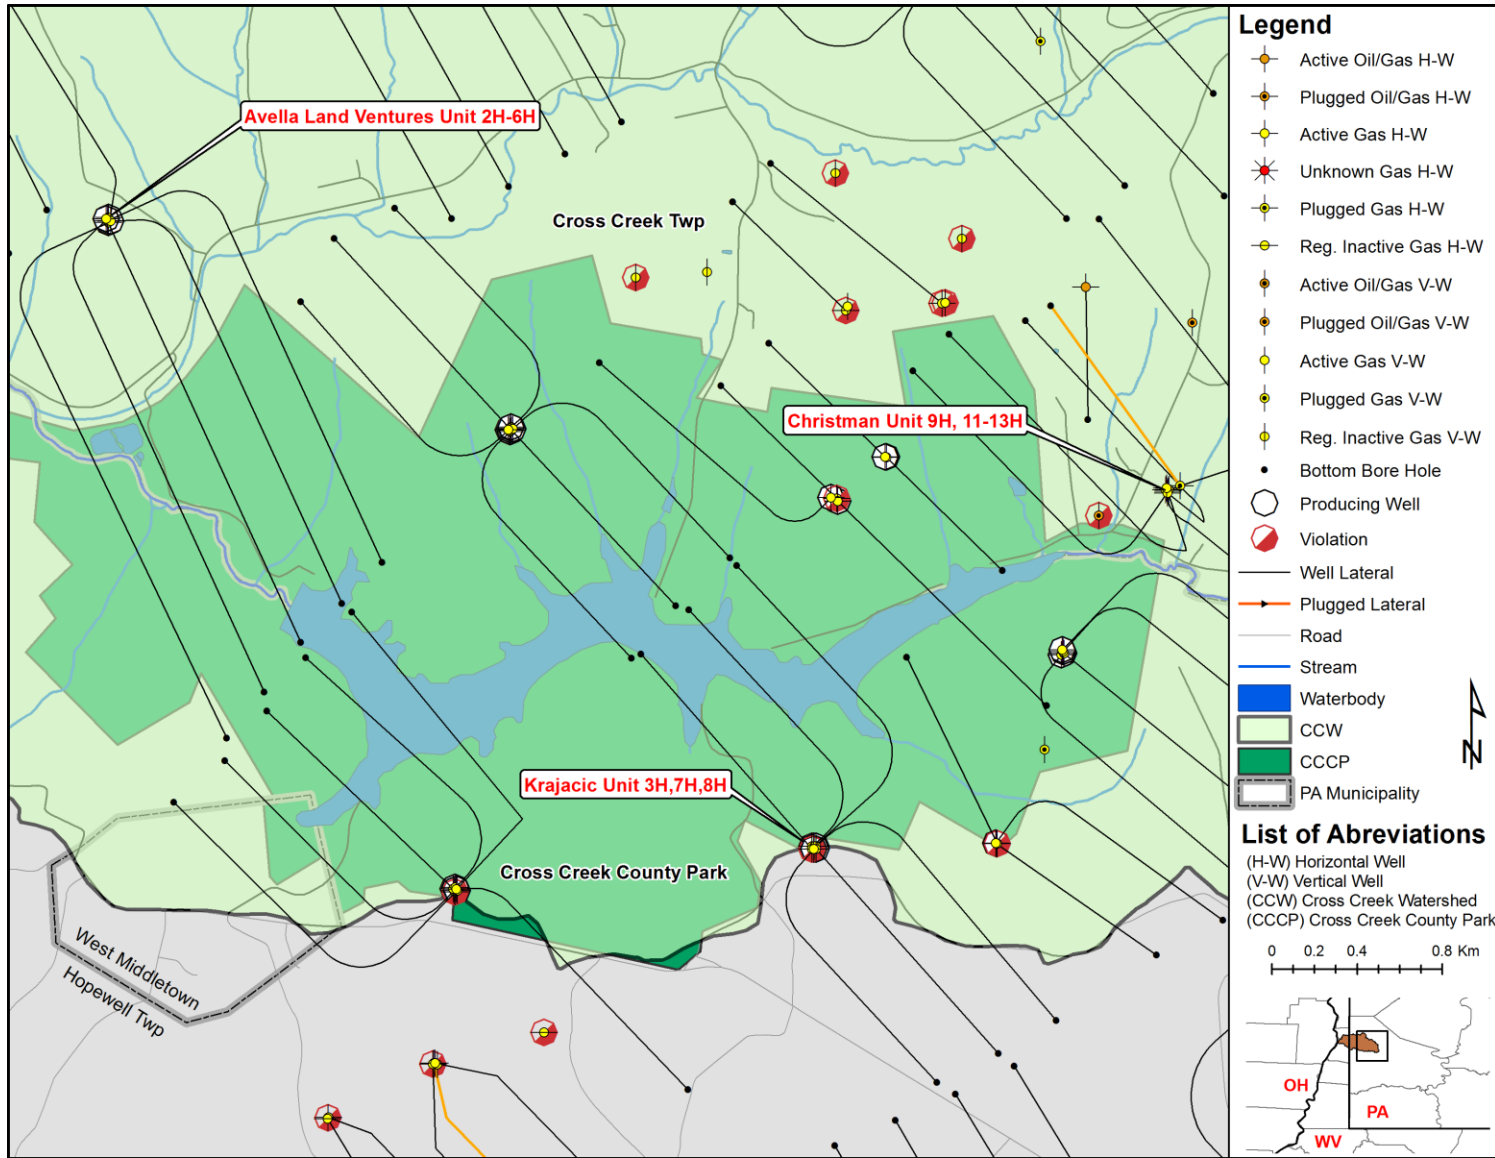 Avella Land Ventures Unit 2H-6H
Cross Creek Twp
Christman Unit 9H, 11-13H
Krajacic Unit 3H,7H,8H
Cross Creek County Park
West Middletown
Hopewell Twp
Legend
Active Oil/Gas H-W
Plugged Oil/Gas H-W
Active Gas H-W
Unknown Gas H-W
Plugged Gas H-W
Reg. Inactive Gas H-W
Active Oil/Gas V-W
Plugged Oil/Gas V-W
Active Gas V-W
Plugged Gas V-W
Reg. Inactive Gas V-W
Bottom Bore Hole
Producing Well
Violation
Well Lateral
Plugged Lateral
Road
Stream
Waterbody
CCW
CCCP
PA Municipality
N
List of Abreviations
(H-W) Horizontal Well
(V-W) Vertical Well
(CCW) Cross Creek Watershed
(CCCP) Cross Creek County Park
0 0.2 0.4 0.8 Km
OH
PA
WV